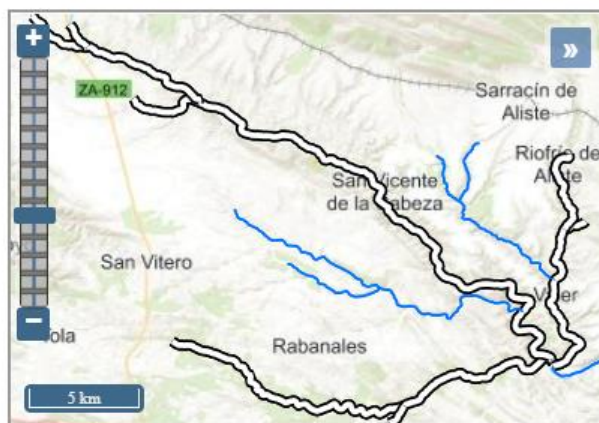 +
»
ZA-912
Sarracín de
Aliste
Riofrío de
Aliste
San Vicente
de la Cabeza
San Vitero
Rabanales
−
5 km